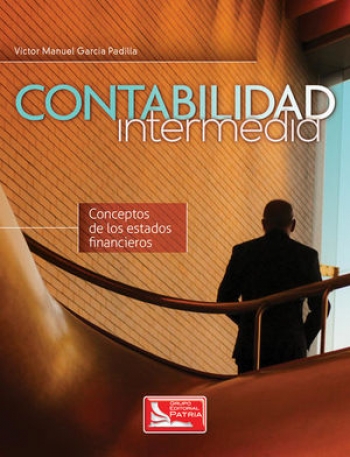 Víctor Manuel García Padilla
CONTABILIDAD
intermedia
Conceptos
de los estados
financieros
GRUPO
EDITORIAL
PATRIA